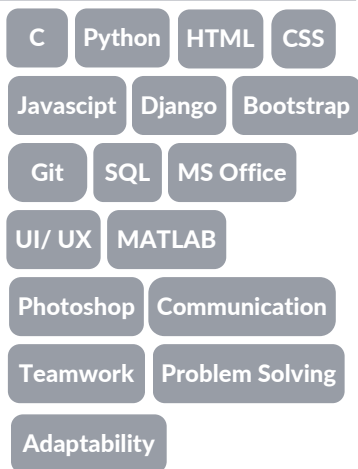 C Python HTML CSS
Javascipt Django Bootstrap
Git SQL MS Office
UI/ UX MATLAB
Photoshop Communication
Teamwork Problem Solving
Adaptability